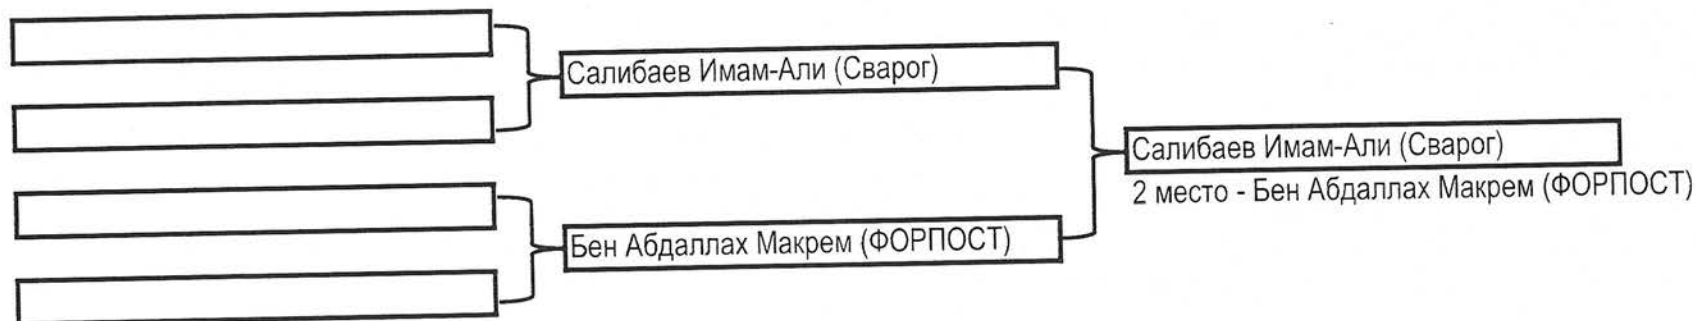 Салибаев Имам-Али (Сварог)
Салибаев Имам-Али (Сварог)
2 место - Бен Абдаллах Макрем (ФОРПОСТ)
Бен Абдаллах Макрем (ФОРПОСТ)